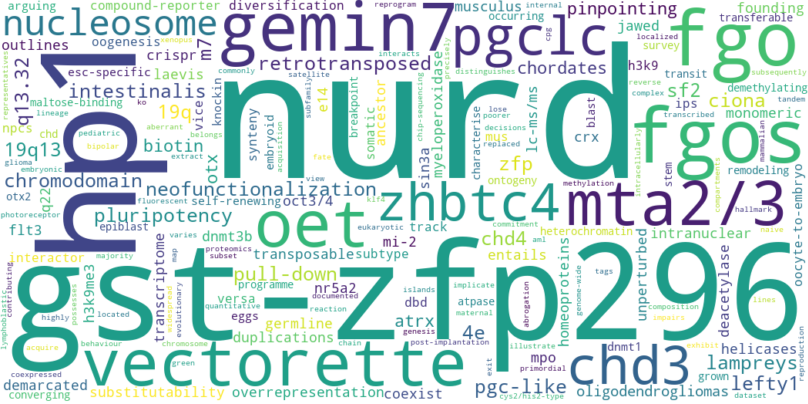 arguing
compound-reporter
diversification
musculus
pinpointing
founding
nucleosome
gemin7
pgclc
fgo
occurring
internal
transferable
xenopus
reprogram
jawed
localized
survey
outlines
oogenesis
crispr
m7
retrotransposed
chordates
h3k9
interacts
cpg
esc-specific
laevis
commonly
distinguishes
transit
reverse
demethylating
subsequently
q13.32
hp1
intestinalis
satellite
subfamily
sf2
complex
tandem
maltose-binding
ko
19q
vice
knockin
nurd
e14
breakpoint
somatic
ancestor
myeloperoxidase
chip-sequencing
precisely
mus
lc-ms/ms
lose
poorer
blast
ips
ciona
npcs
chd
lineage
pediatric
aberrant
belongs
biotin
synteny
embryoid
decisions
replaced
crx
transcribed
monomeric
mammalian
19q13
glioma
bipolar
extract
otx
acquisition
fate
sin3a
characterise
zfp
fgos
intracellularly
compartments
remodeling
chromodomain
embryonic
neofunctionalization
view
ontogeny
stem
methylation
hallmark
otx2
q22
fluorescent
self-renewing
oct3/4
klf4
zhbtc4
mta2/3
naive
photoreceptor
epiblast
pluripotency
oet
eukaryotic
track
commitment
aml
heterochromatin
intranuclear
oocyte-to-embryo
flt3
varies
map
dnmt3b
transposable
subtype
mi-2
chd4
entails
homeoproteins
genome-wide
implicate
tags
unperturbed
composition
impairs
deacetylase
interactor
majority
proteomics
subset
pull-down
gst-zfp296
h3k9me3
transcriptome
evolutionary
programme
nr5a2
documented
islands
dbd
atpase
maternal
abrogation
lines
helicases
contributing
possesses
located
quantitative
versa
reaction
genesis
atrx
lymphoblastic
highly
behaviour
chromosome
eggs
germline
chain
post-implantation
4e
illustrate
dnmt1
exhibit
acquire
green
duplications
mpo
primordial
exit
chd3
lampreys
reproduction
coexpressed
vectorette
demarcated
converging
substitutability
overrepresentation
coexist
pgc-like
cys2/his2-type
oligodendrogliomas
grown
lefty1
dataset
representatives